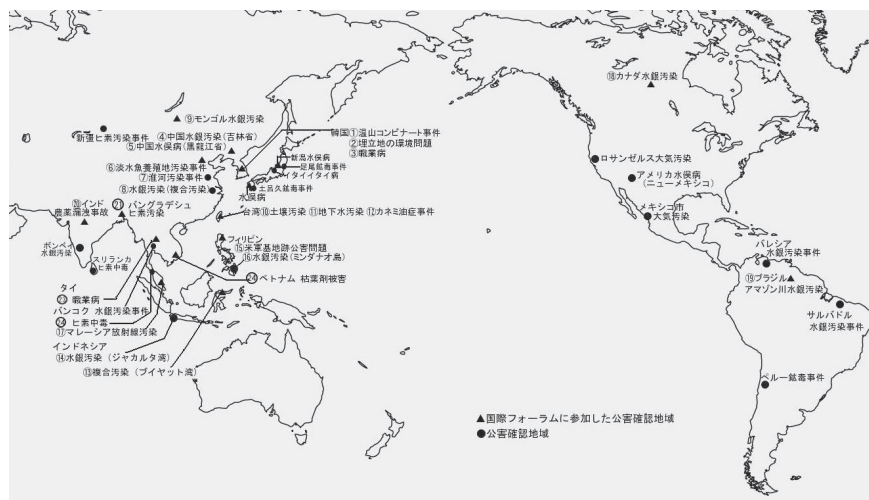 ⑱カナダ水銀汚染▲
⑨モンゴル水銀汚染
新彊ヒ素汚染事件
④中国水銀汚染(吉林省)
⑤中国水俣病(黒龍江省)
韓国①温山コンビナート事件
②埋立地の環境問題
③職業病
⑥淡水魚養殖地汚染事件
⑦淮河汚染事件
⑧水銀汚染(複合汚染)
新潟水俣病
足尾鉱毒事件
イタイイタイ病
土呂久鉱毒事件
水俣病
台湾⑩土壌汚染 ⑪地下水汚染 ⑫カネミ油症事件
⑳インド
農薬漏洩事故
㉑バングラデシュ
ヒ素汚染
ボンベイ
水銀汚染
スリランカ
ヒ素中毒
フィリピン
⑮米軍基地跡公害問題
⑯水銀汚染(ミンダナオ島)
㉔ベトナム 枯葉剤被害
タイ
㉓ 職業病
バンコク 水銀汚染事件
㉔ ヒ素中毒
⑰マレーシア放射線汚染
インドネシア
⑭水銀汚染(ジャカルタ湾)
⑬複合汚染(ブイヤット湾)
ロサンゼルス大気汚染
アメリカ水俣病
(ニューメキシコ)
メキシコ市
大気汚染
バレシア
水銀汚染事件
⑲ブラジル
アマゾン川水銀汚染
サルバドル
水銀汚染事件
ペルー鉱毒事件
▲国際フォーラムに参加した公害確認地域
●公害確認地域